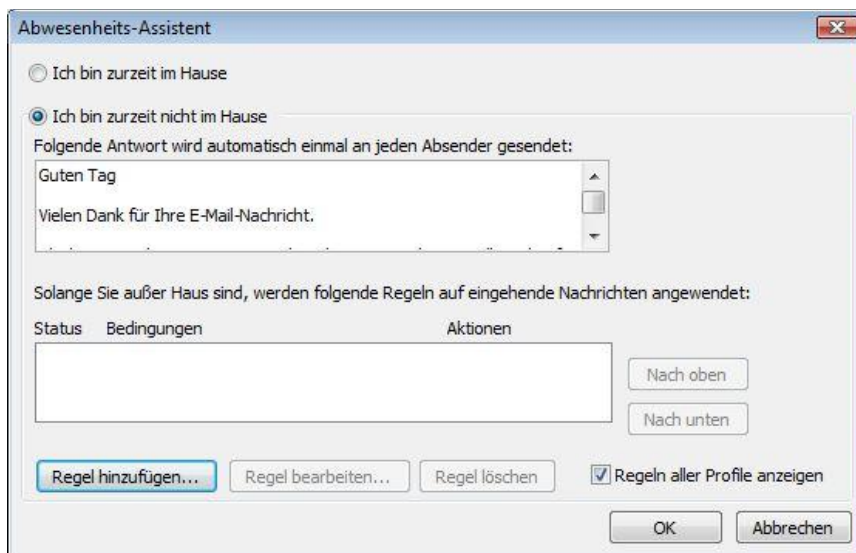 Abwesenheits-Assistent
Ich bin zurzeit im Hause
Ich bin zurzeit nicht im Hause
Folgende Antwort wird automatisch einmal an jeden Absender gesendet:
Guten Tag
Vielen Dank für Ihre E-Mail-Nachricht.
Solange Sie außer Haus sind, werden folgende Regeln auf eingehende Nachrichten angewendet:
Status Bedingungen Aktionen
Nach oben
Nach unten
Regel hinzufügen... Regel bearbeiten... Regel löschen Regeln aller Profile anzeigen
OK Abbrechen